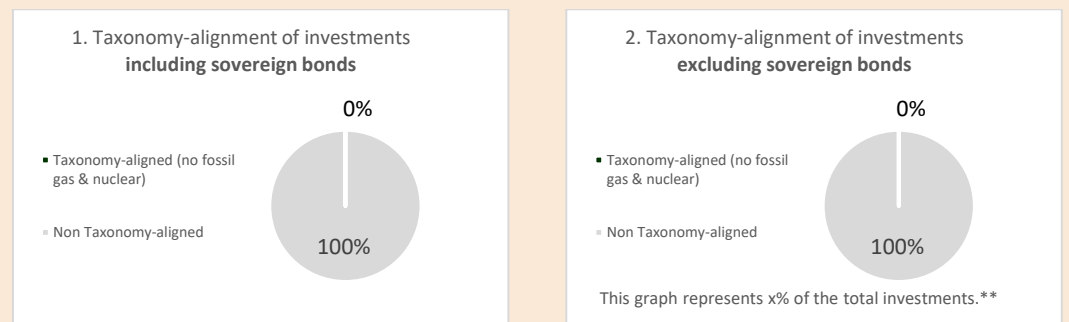 1. Taxonomy-alignment of investments
including sovereign bonds
0%
Taxonomy-aligned (no fossil
gas & nuclear)
Non Taxonomy-aligned
100%
2. Taxonomy-alignment of investments
excluding sovereign bonds
0%
Taxonomy-aligned (no fossil
gas & nuclear)
Non Taxonomy-aligned
100%
This graph represents x% of the total investments.**